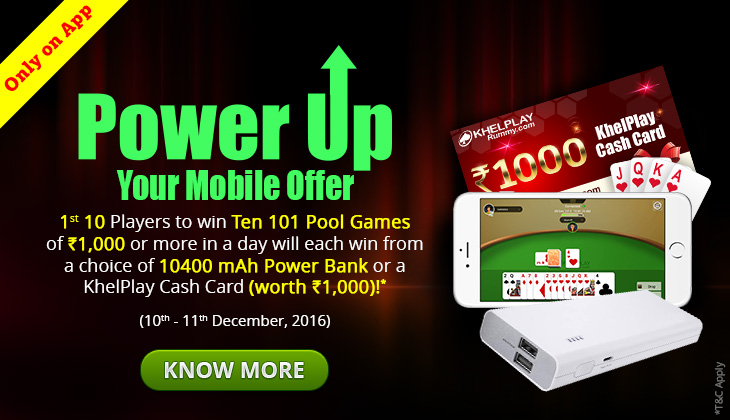 Only on App
Power Up
Your Mobile Offer
1st 10 Players to win Ten 101 Pool Games
of ₹1,000 or more in a day will each win from
a choice of 10400 mAh Power Bank or a
KhelPlay Cash Card (worth ₹1,000)!*
(10th - 11th December, 2016)
KNOW MORE
KHELPLAY
Rummy.com
₹1000
KhelPlay
Cash Card
J Q K A
*T&C Apply